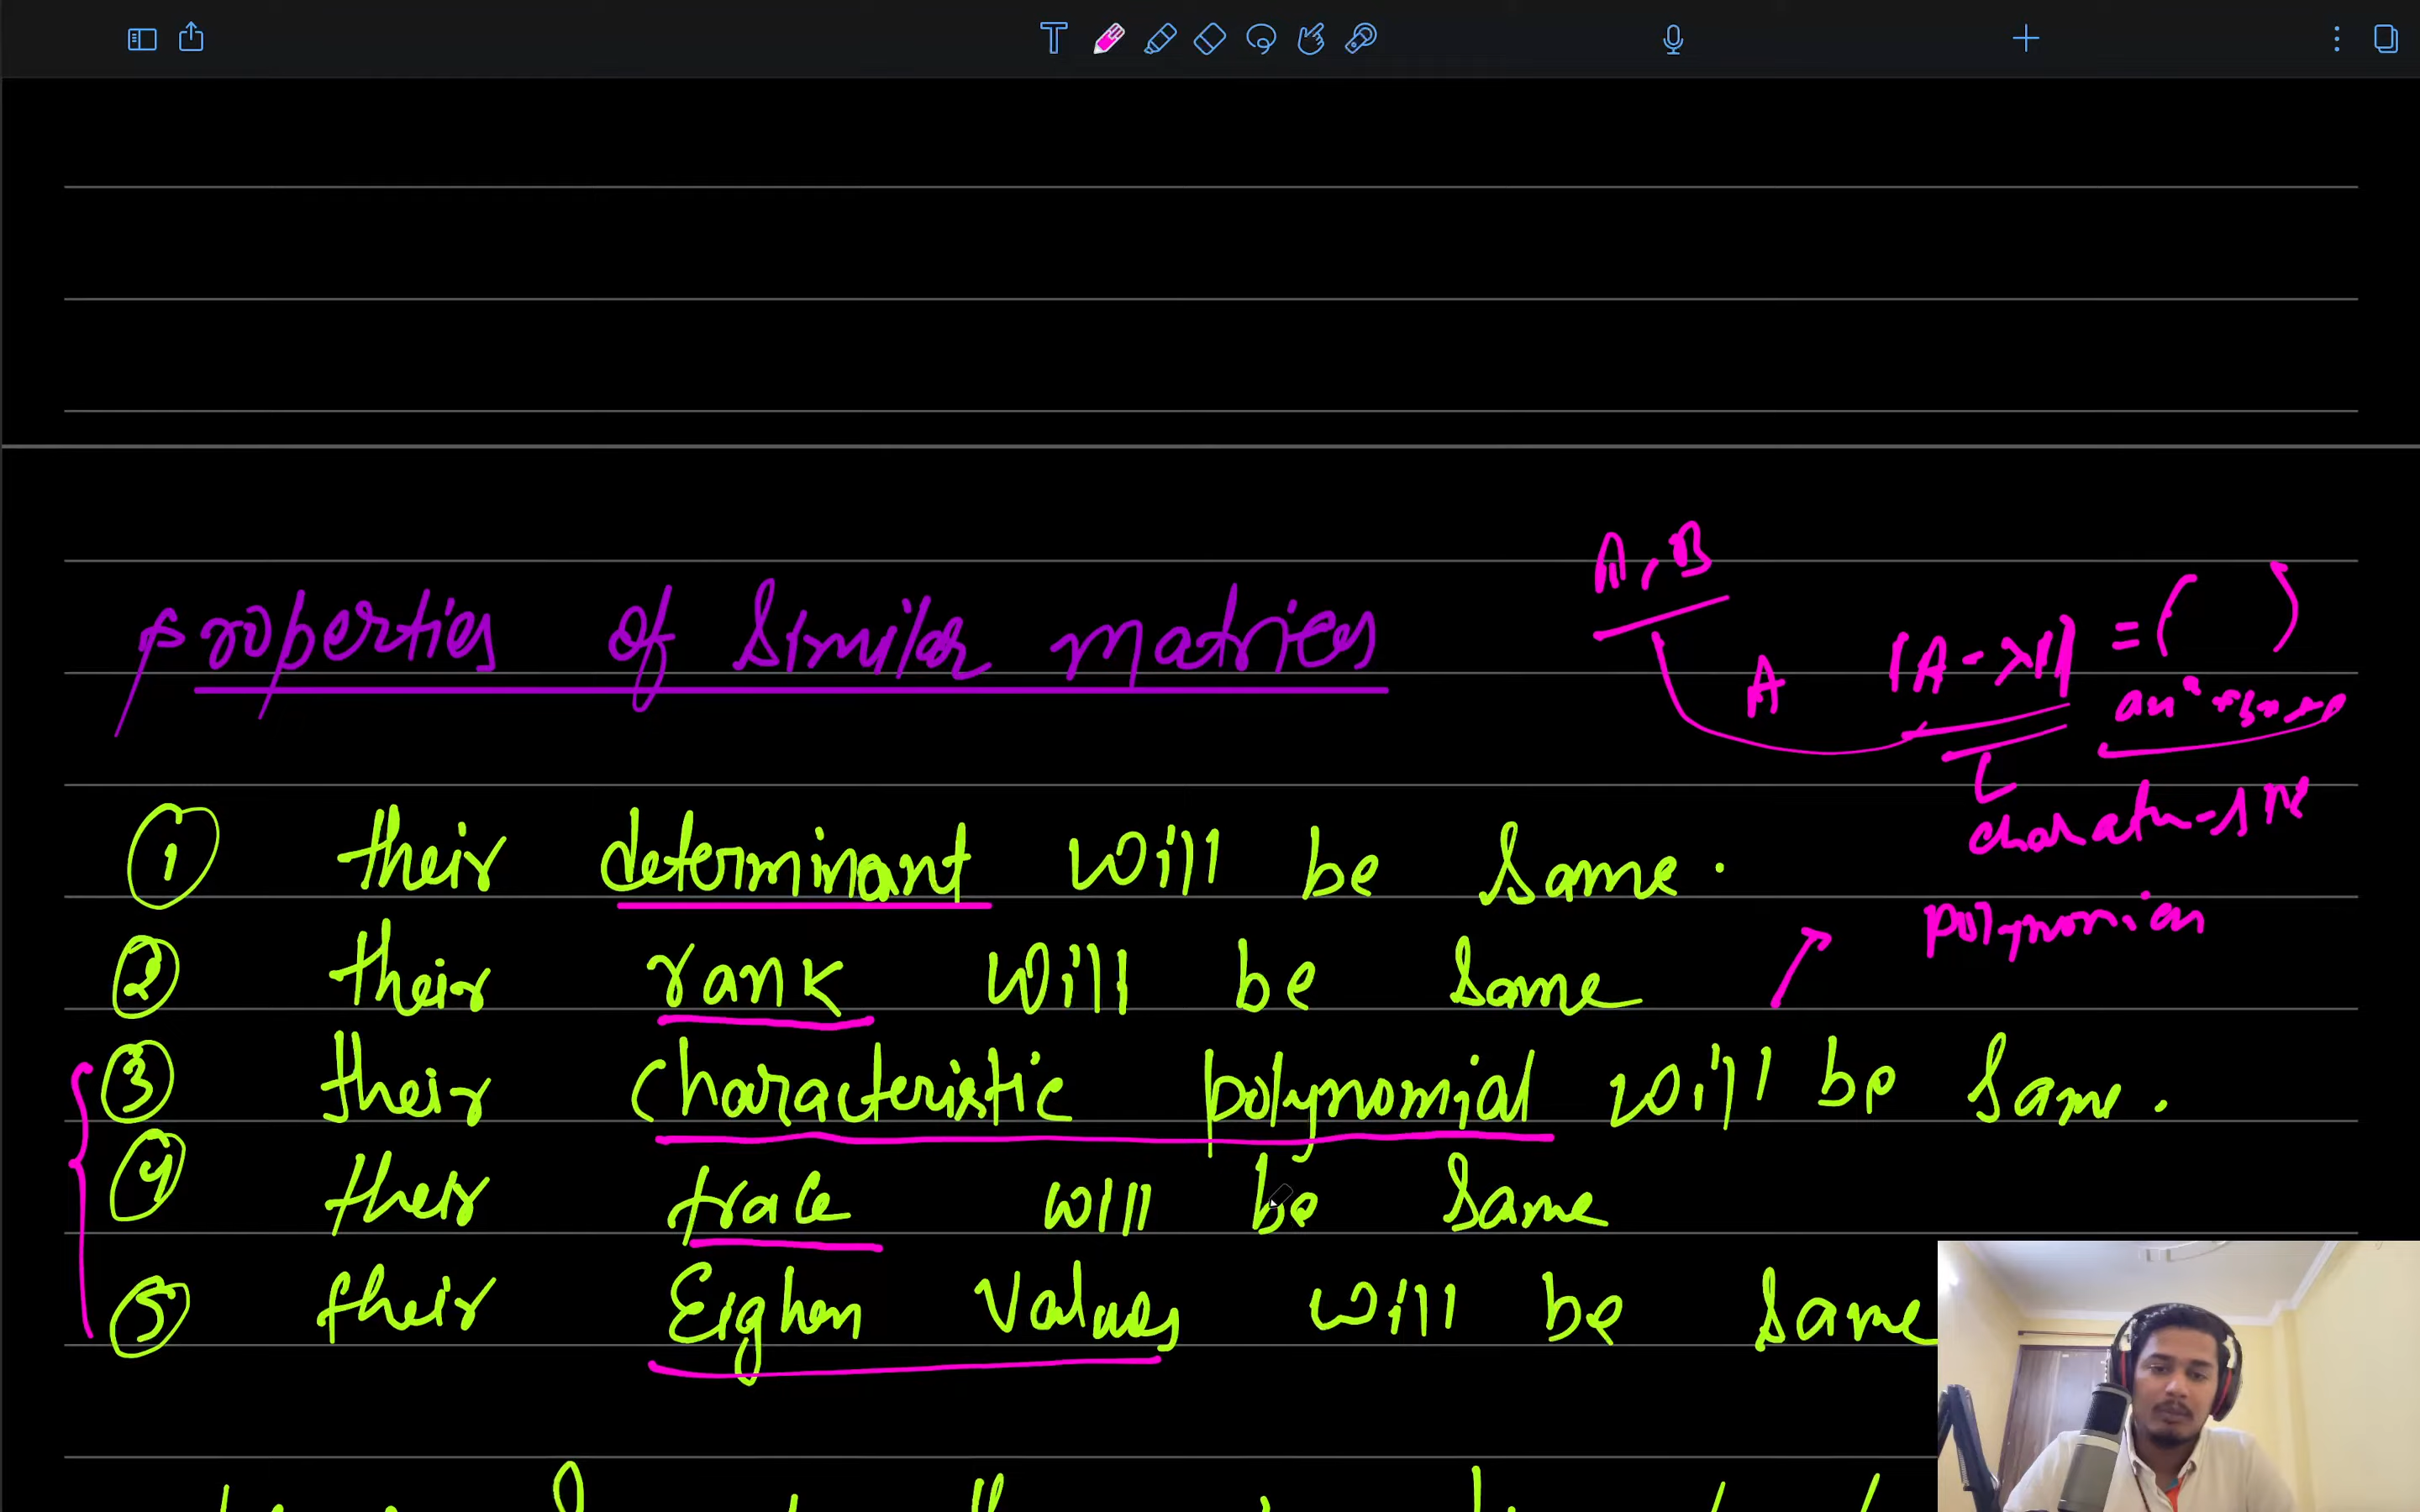 properties of Similar matrices
A, B
A |A - λI| = ( )
polynomial
1 their determinant will be Same.
2 their rank will be Same
3 their characteristic polynomial will be Same.
4 their trace will be Same
5 their Eighen Values will be Same